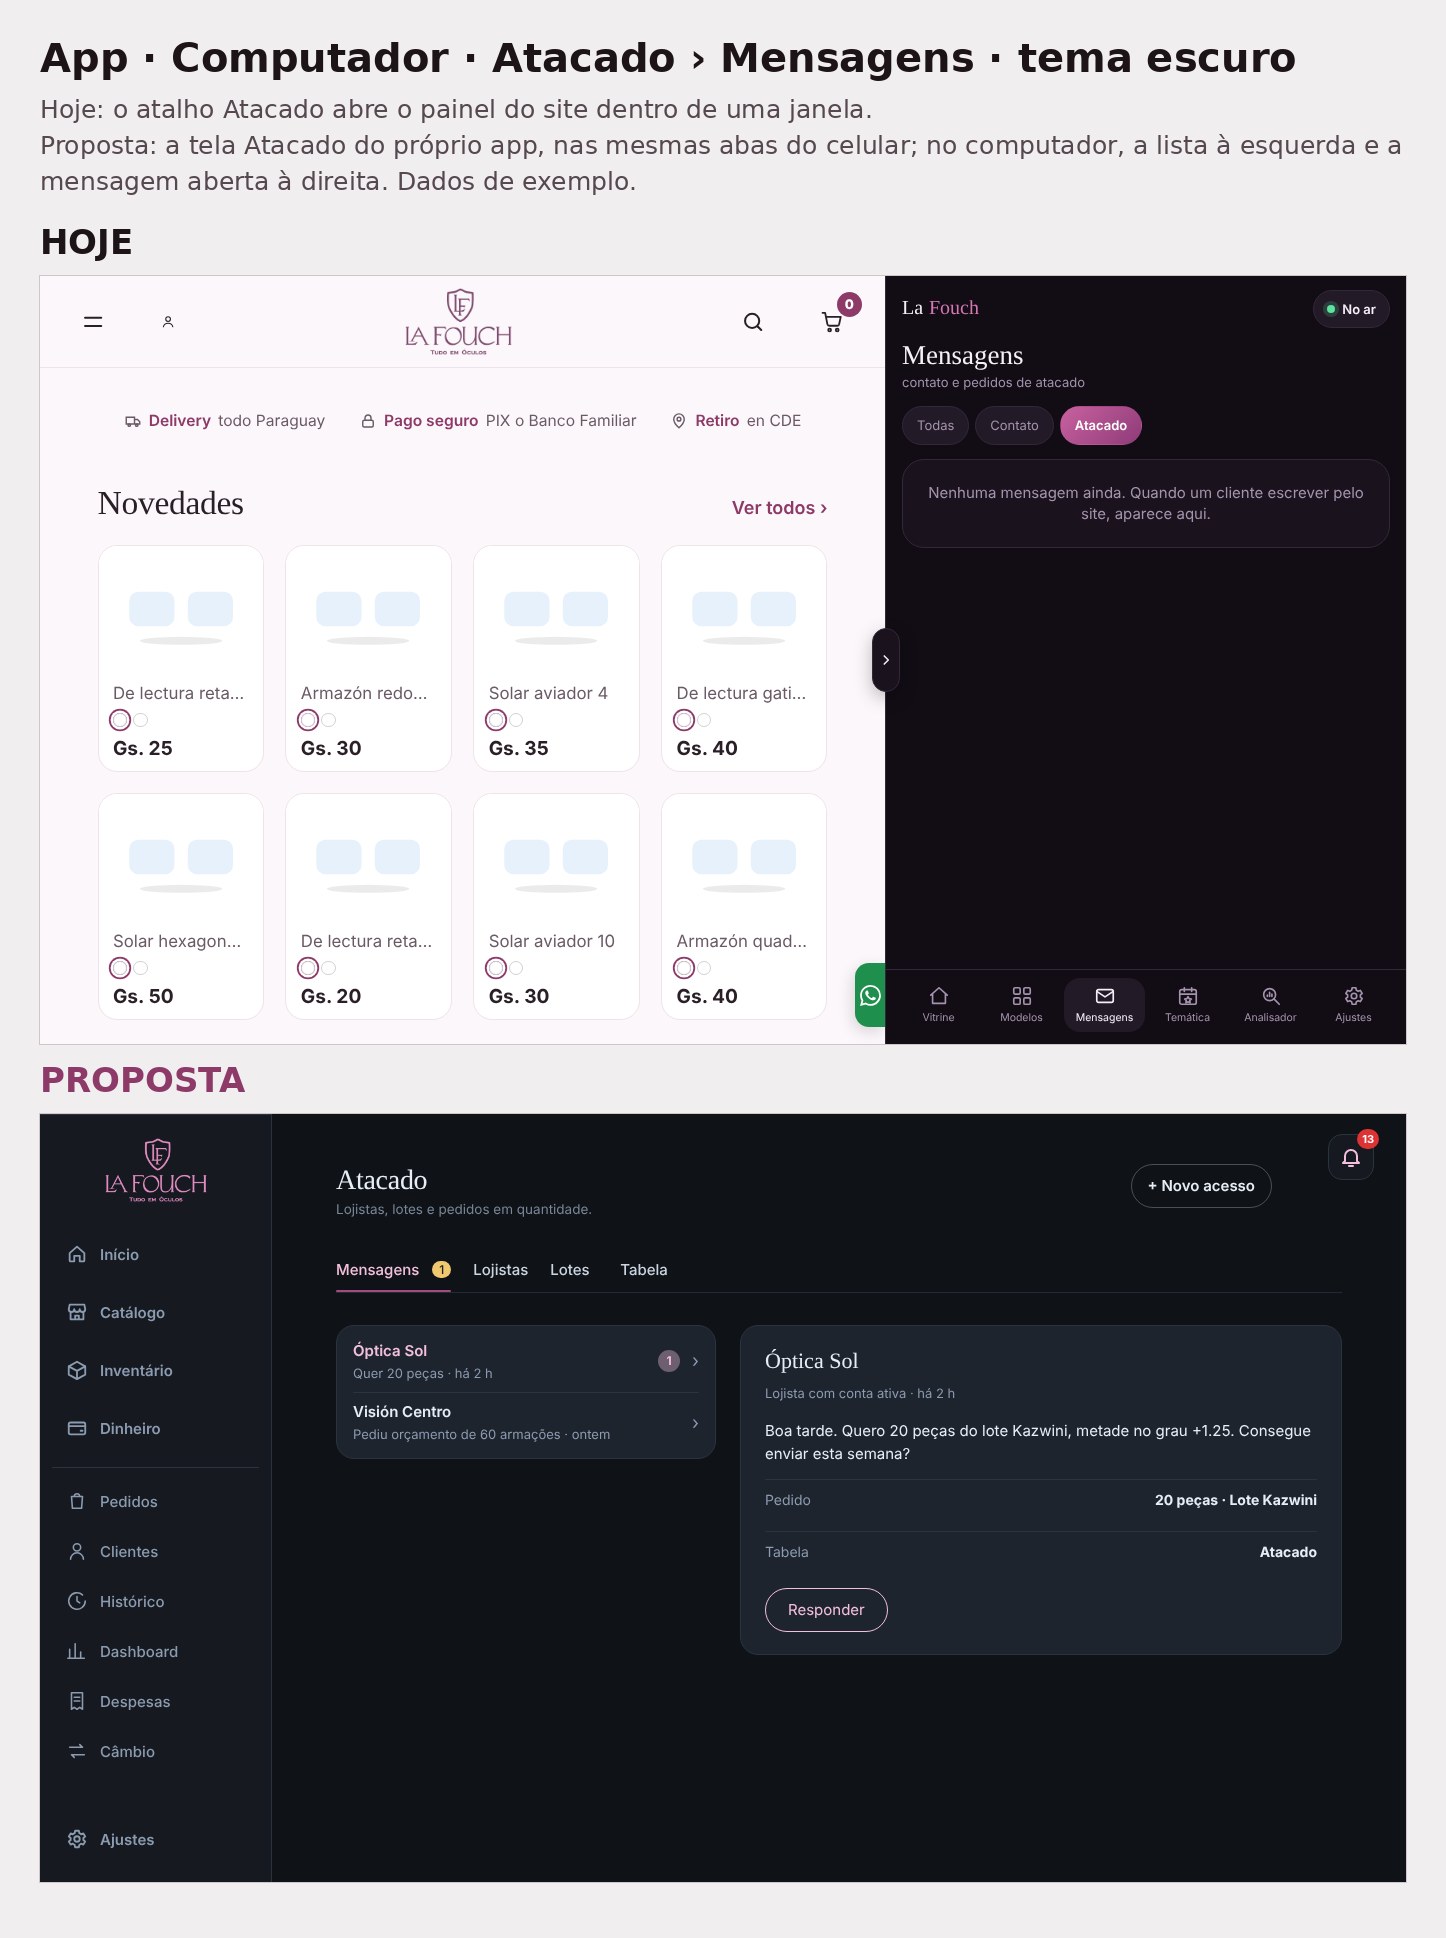 App · Computador · Atacado › Mensagens · tema escuro
Hoje: o atalho Atacado abre o painel do site dentro de uma janela.
Proposta: a tela Atacado do próprio app, nas mesmas abas do celular; no computador, a lista à esquerda e a
mensagem aberta à direita. Dados de exemplo.
HOJE
LA FOUCH
Tudo em Óculos
0
Delivery todo Paraguay
Pago seguro PIX o Banco Familiar
Retiro en CDE
Novedades
Ver todos ›
De lectura reta...
Armazón redo...
Solar aviador 4
De lectura gati...
Gs. 25
Gs. 30
Gs. 35
Gs. 40
Solar hexagon...
De lectura reta...
Solar aviador 10
Armazón quad...
Gs. 50
Gs. 20
Gs. 30
Gs. 40
La Fouch
No ar
Mensagens
contato e pedidos de atacado
Todas
Contato
Atacado
Nenhuma mensagem ainda. Quando um cliente escrever pelo
site, aparece aqui.
Vitrine
Modelos
Mensagens
Temática
Analisador
Ajustes
PROPOSTA
LA FOUCH
Tudo em Óculos
Início
Catálogo
Inventário
Dinheiro
Pedidos
Clientes
Histórico
Dashboard
Despesas
Câmbio
Ajustes
13
Atacado
Lojistas, lotes e pedidos em quantidade.
+ Novo acesso
Mensagens 1
Lojistas
Lotes
Tabela
Óptica Sol
Quer 20 peças · há 2 h
1
Visión Centro
Pediu orçamento de 60 armações · ontem
Óptica Sol
Lojista com conta ativa · há 2 h
Boa tarde. Quero 20 peças do lote Kazwini, metade no grau +1.25. Consegue
enviar esta semana?
Pedido
20 peças · Lote Kazwini
Tabela
Atacado
Responder